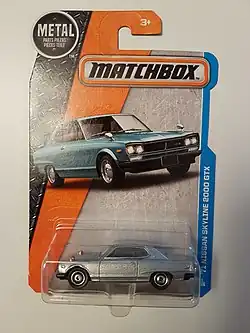 METAL
PARTS·PIEZAS
PIÈCES·TEILE
3+
MATCHBOX
'72 NISSAN SKYLINE 2000 GTX